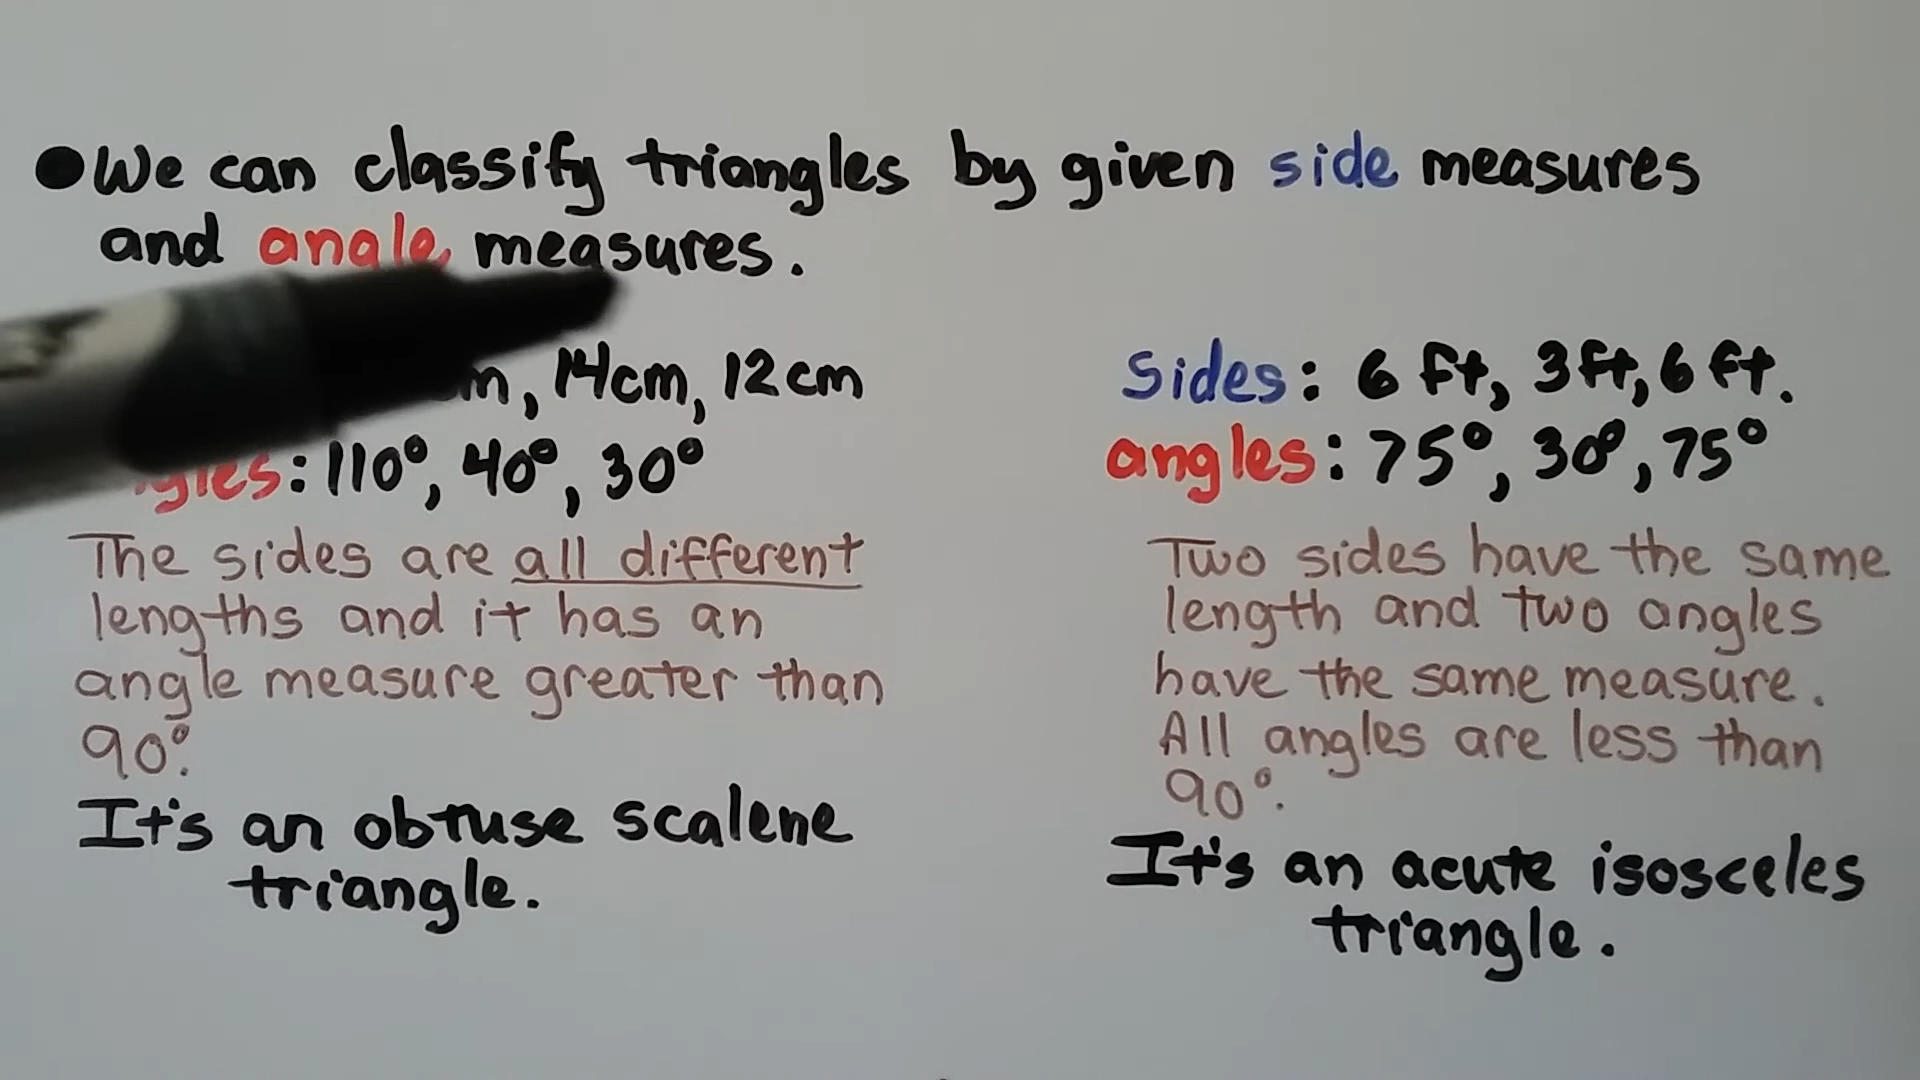 We can classify triangles by given side measures
and angle measures.
m, 14cm, 12cm
gles: 110°, 40°, 30°
The sides are all different
lengths and it has an
angle measure greater than
90°.
It's an obtuse scalene
triangle.
Sides: 6 ft, 3ft, 6 ft.
angles: 75°, 30°, 75°
Two sides have the same
length and two angles
have the same measure.
All angles are less than
90°.
It's an acute isosceles
triangle.